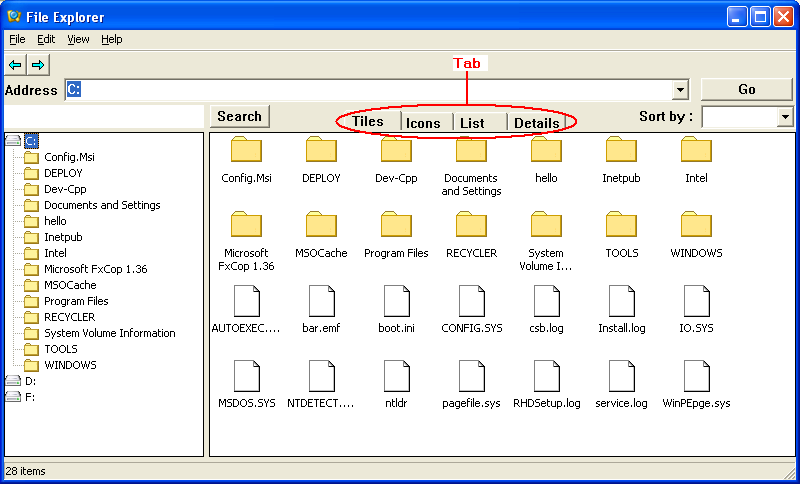 File Explorer
File Edit View Help
Tab
Address C: Go
Search Tiles Icons List Details Sort by :
C:
Config.Msi
DEPLOY
Dev-Cpp
Documents and Settings
hello
Inetpub
Intel
Microsoft FxCop 1.36
MSOCache
Program Files
RECYCLER
System Volume Information
TOOLS
WINDOWS
D:
F:
Config.Msi DEPLOY Dev-Cpp Documents hello Inetpub Intel
and Settings
Microsoft MSOCache Program Files RECYCLER System TOOLS WINDOWS
FxCop 1.36 Volume I...
AUTOEXEC.... bar.emf boot.ini CONFIG.SYS csb.log Install.log IO.SYS
MSDOS.SYS NTDETECT.... ntldr pagefile.sys RHDSetup.log service.log WinPEpge.sys
28 items